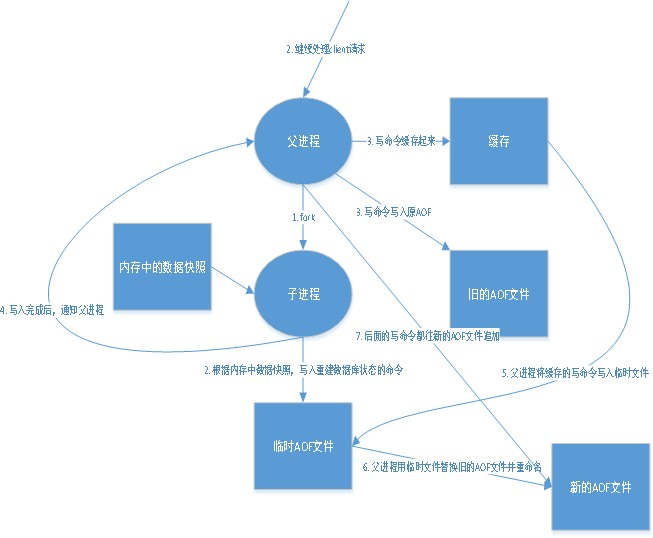 2. 继续处理client请求
父进程
3. 写命令缓存起来
缓存
1. fork
3. 写命令写入原AOF
内存中的数据快照
子进程
旧的AOF文件
4. 写入完成后，通知父进程
7. 后面的写命令都往新的AOF文件追加
2. 根据内存中数据快照，写入重建数据库状态的命令
5. 父进程将缓存的写命令写入临时文件
临时AOF文件
6. 父进程用临时文件替换旧的AOF文件并重命名
新的AOF文件